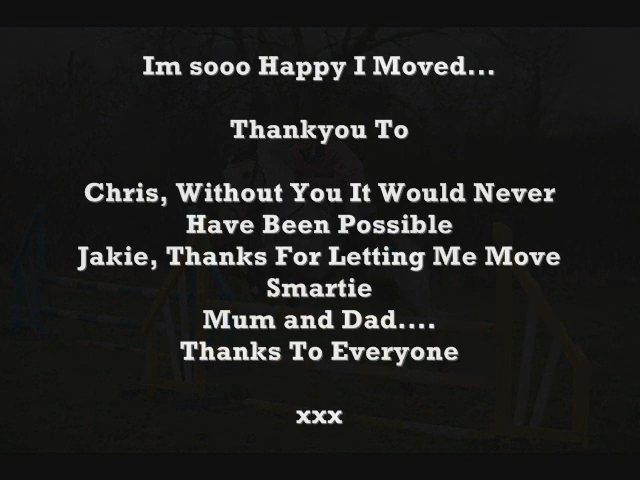 Im sooo Happy I Moved...
Thankyou To
Chris, Without You It Would Never
Have Been Possible
Jakie, Thanks For Letting Me Move
Smartie
Mum and Dad....
Thanks To Everyone
xxx